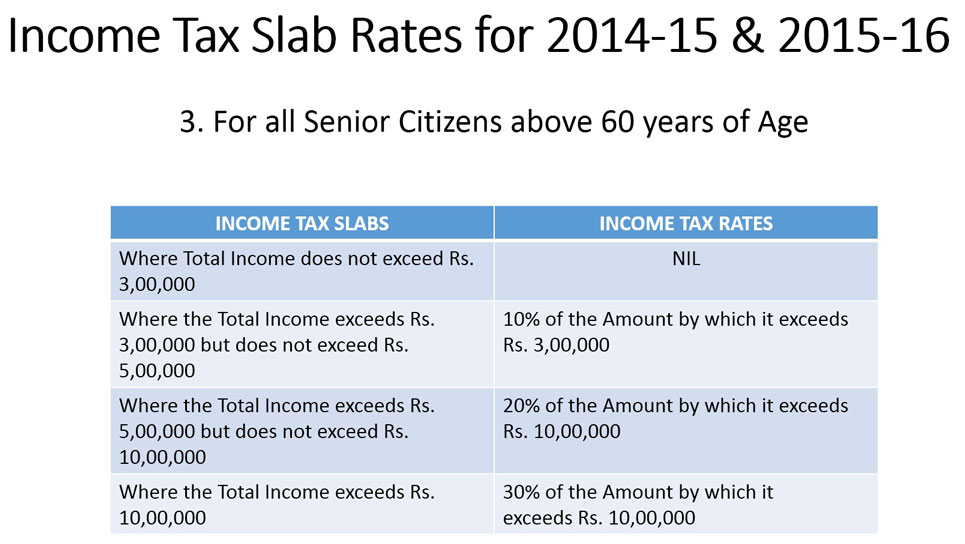 Income Tax Slab Rates for 2014-15 & 2015-16
3. For all Senior Citizens above 60 years of Age
INCOME TAX SLABS
INCOME TAX RATES
Where Total Income does not exceed Rs.
3,00,000
NIL
Where the Total Income exceeds Rs.
3,00,000 but does not exceed Rs.
5,00,000
10% of the Amount by which it exceeds
Rs. 3,00,000
Where the Total Income exceeds Rs.
5,00,000 but does not exceed Rs.
10,00,000
20% of the Amount by which it exceeds
Rs. 10,00,000
Where the Total Income exceeds Rs.
10,00,000
30% of the Amount by which it
exceeds Rs. 10,00,000